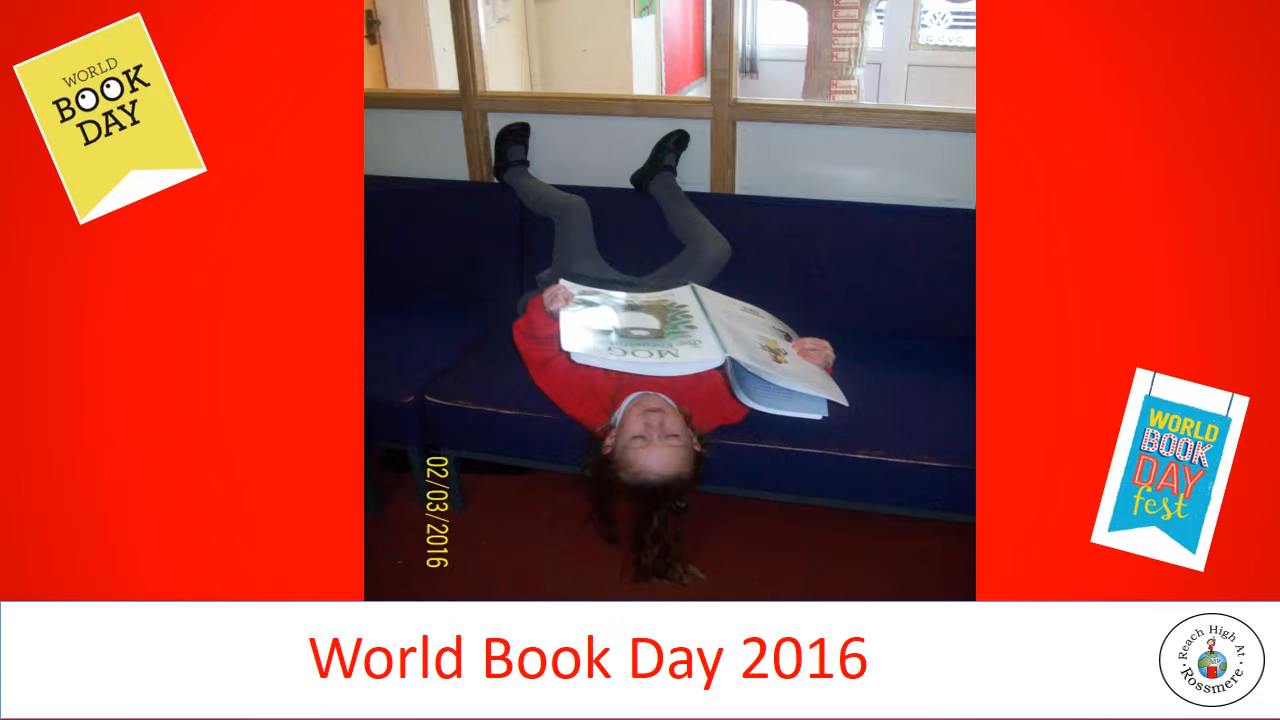 WORLD
BOOK
DAY
MOG
02/03/2016
WORLD
BOOK
DAY
fest
World Book Day 2016
Reach High At
Rossmere